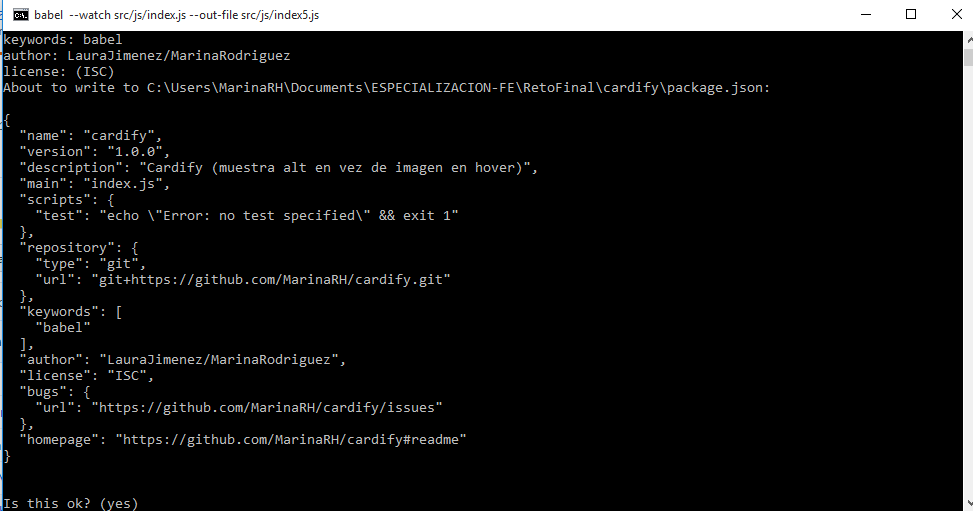 babel --watch src/js/index.js --out-file src/js/index5.js
keywords: babel
author: LauraJimenez/MarinaRodriguez
license: (ISC)
About to write to C:\Users\MarinaRH\Documents\ESPECIALIZACION-FE\RetoFinal\cardify\package.json:
{
  "name": "cardify",
  "version": "1.0.0",
  "description": "Cardify (muestra alt en vez de imagen en hover)",
  "main": "index.js",
  "scripts": {
    "test": "echo \"Error: no test specified\" && exit 1"
  },
  "repository": {
    "type": "git",
    "url": "git+https://github.com/MarinaRH/cardify.git"
  },
  "keywords": [
    "babel"
  ],
  "author": "LauraJimenez/MarinaRodriguez",
  "license": "ISC",
  "bugs": {
    "url": "https://github.com/MarinaRH/cardify/issues"
  },
  "homepage": "https://github.com/MarinaRH/cardify#readme"
}
Is this ok? (yes)